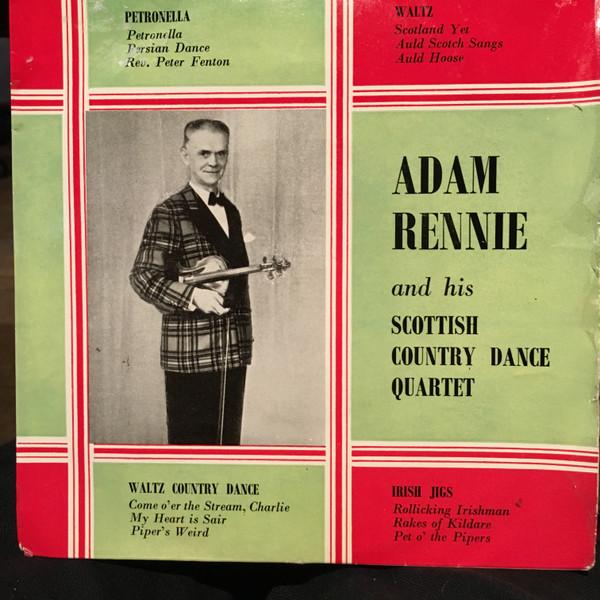 PETRONELLA
Petronella
Persian Dance
Rev. Peter Fenton
WALTZ
Scotland Yet
Auld Scotch Sangs
Auld Hoose
ADAM
RENNIE
and his
SCOTTISH
COUNTRY DANCE
QUARTET
WALTZ COUNTRY DANCE
Come o'er the Stream, Charlie
My Heart is Sair
Piper's Weird
IRISH JIGS
Rollicking Irishman
Rakes of Kildare
Pet o' the Pipers